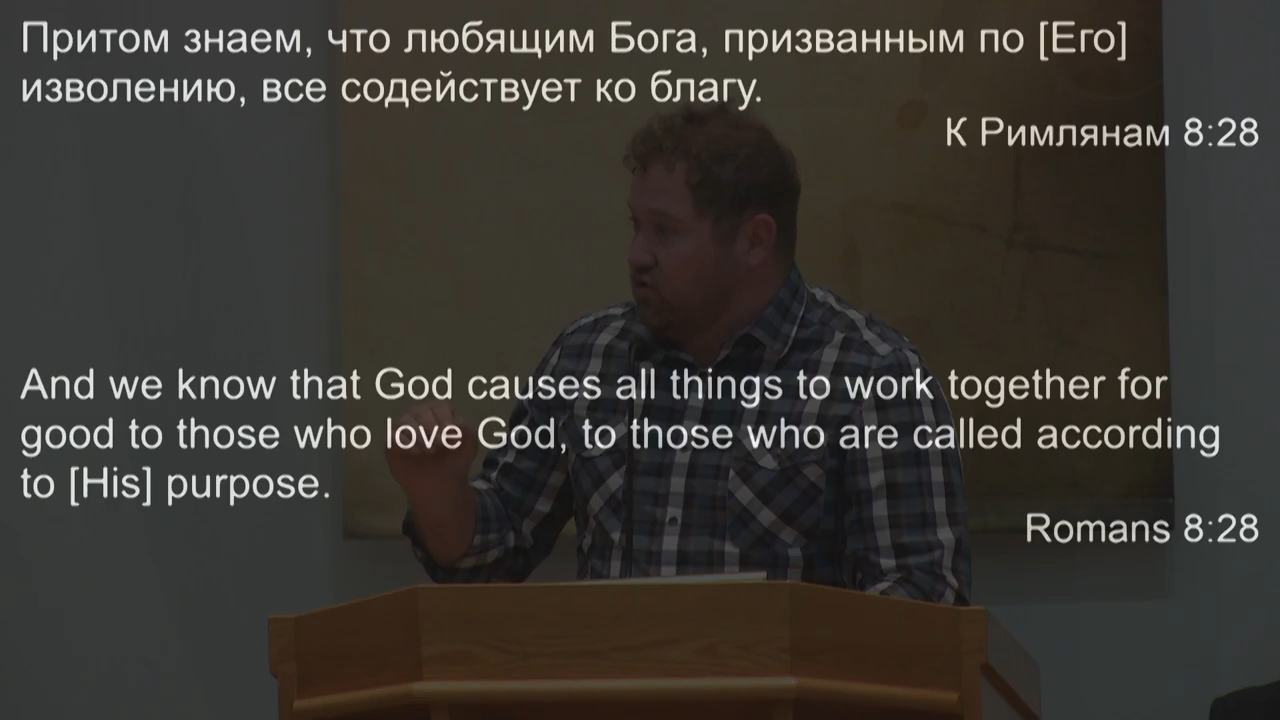 Притом знаем, что любящим Бога, призванным по [Его]
изволению, все содействует ко благу.
К Римлянам 8:28
And we know that God causes all things to work together for
good to those who love God, to those who are called according
to [His] purpose.
Romans 8:28